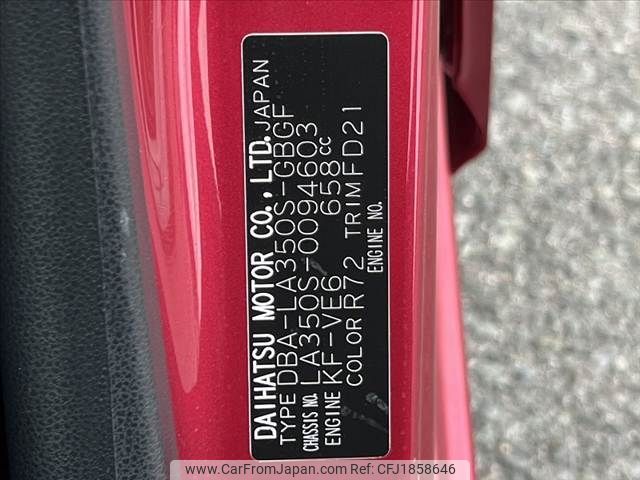 DAIHATSU MOTOR CO., LTD. JAPAN
TYPE DBA-LA350S-GBGF
CHASSIS NO. LA350S-0094603
ENGINE KF-VE6 658cc
COLOR R72 TRIM FD21
ENGINE NO.
www.CarFromJapan.com | Ref-No: CFJ1858646